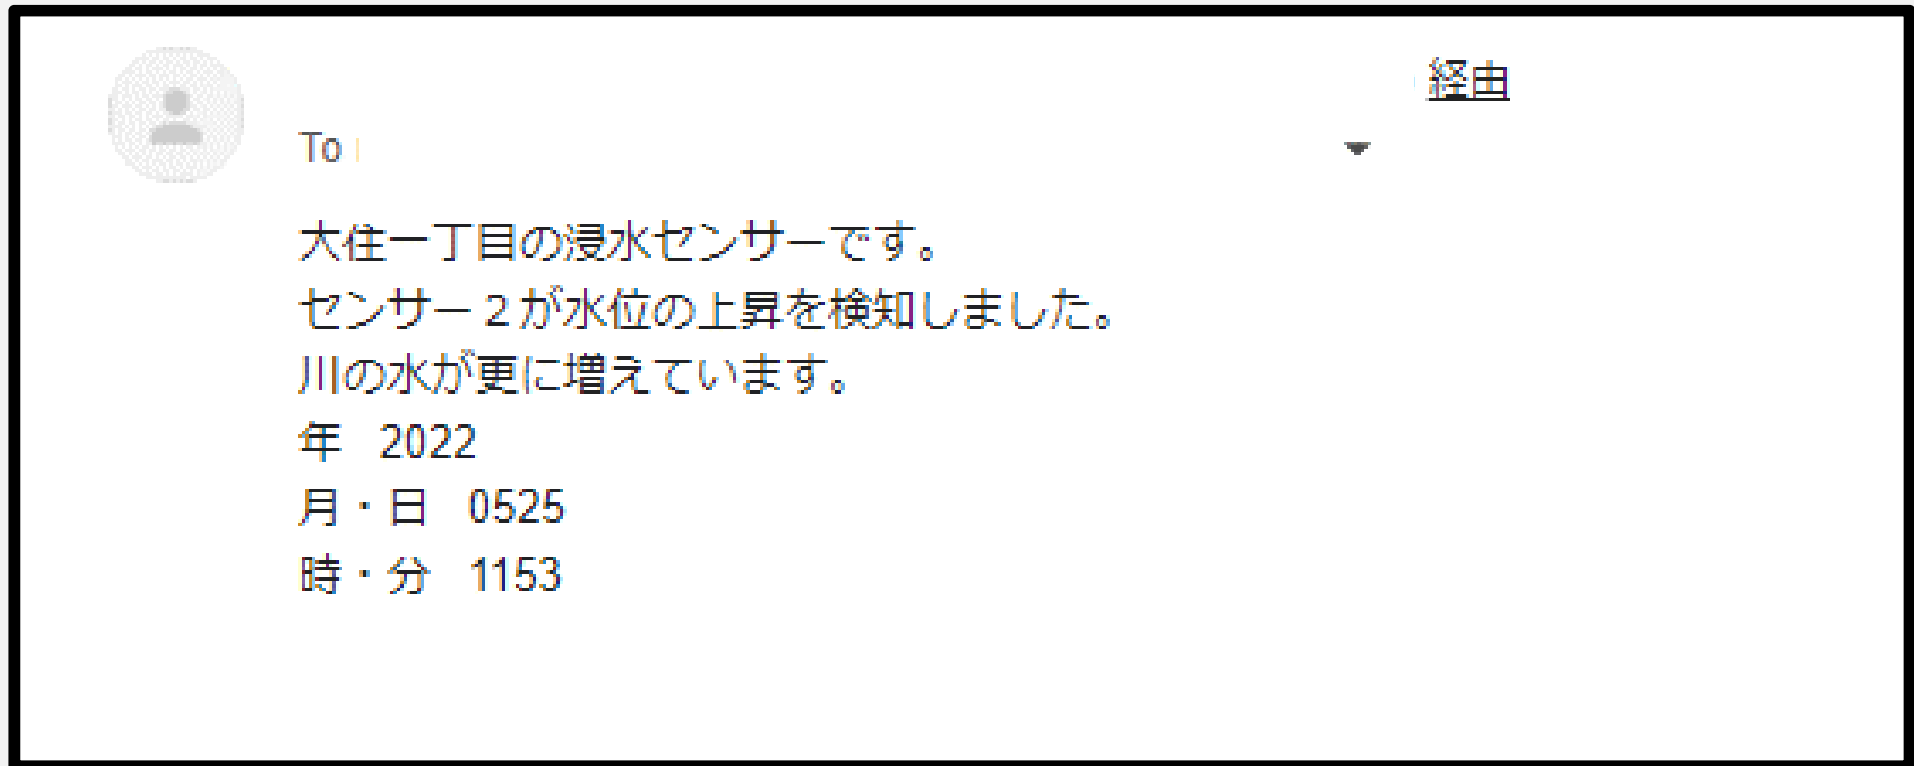 経由
To
大住一丁目の浸水センサーです。
センサー２が水位の上昇を検知しました。
川の水が更に増えています。
年 2022
月・日 0525
時・分 1153